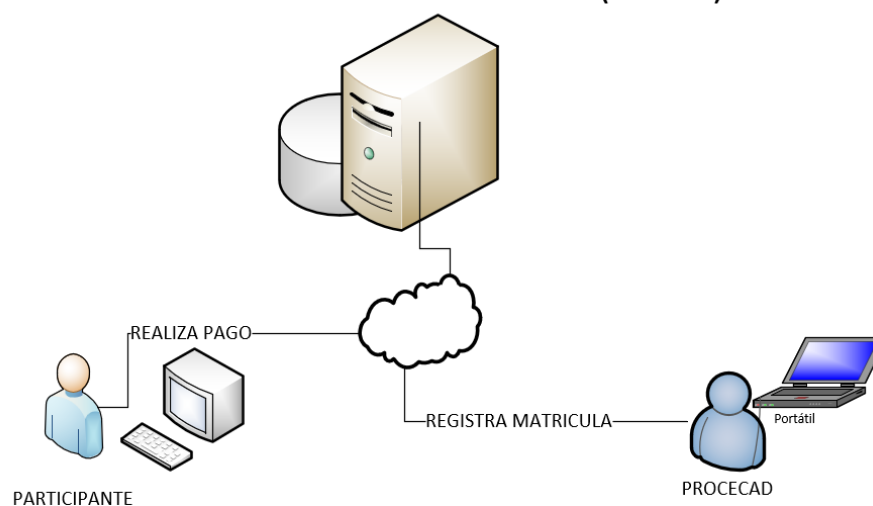 REALIZA PAGO
REGISTRA MATRICULA
Portátil
PROCECAD
PARTICIPANTE